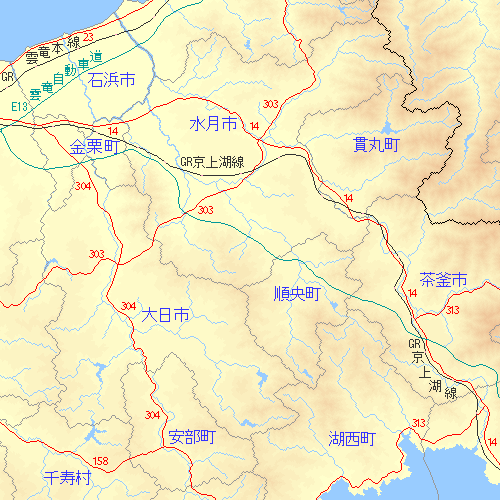 23
雲竜本線
GR
雲竜自動車道
石浜市
E13
303
14
水月市
14
金栗町
貫丸町
GR京上湖線
304
14
303
303
茶釜市
14
順央町
304
313
大日市
GR京上湖線
304
313
安部町
湖西町
14
158
千寿村